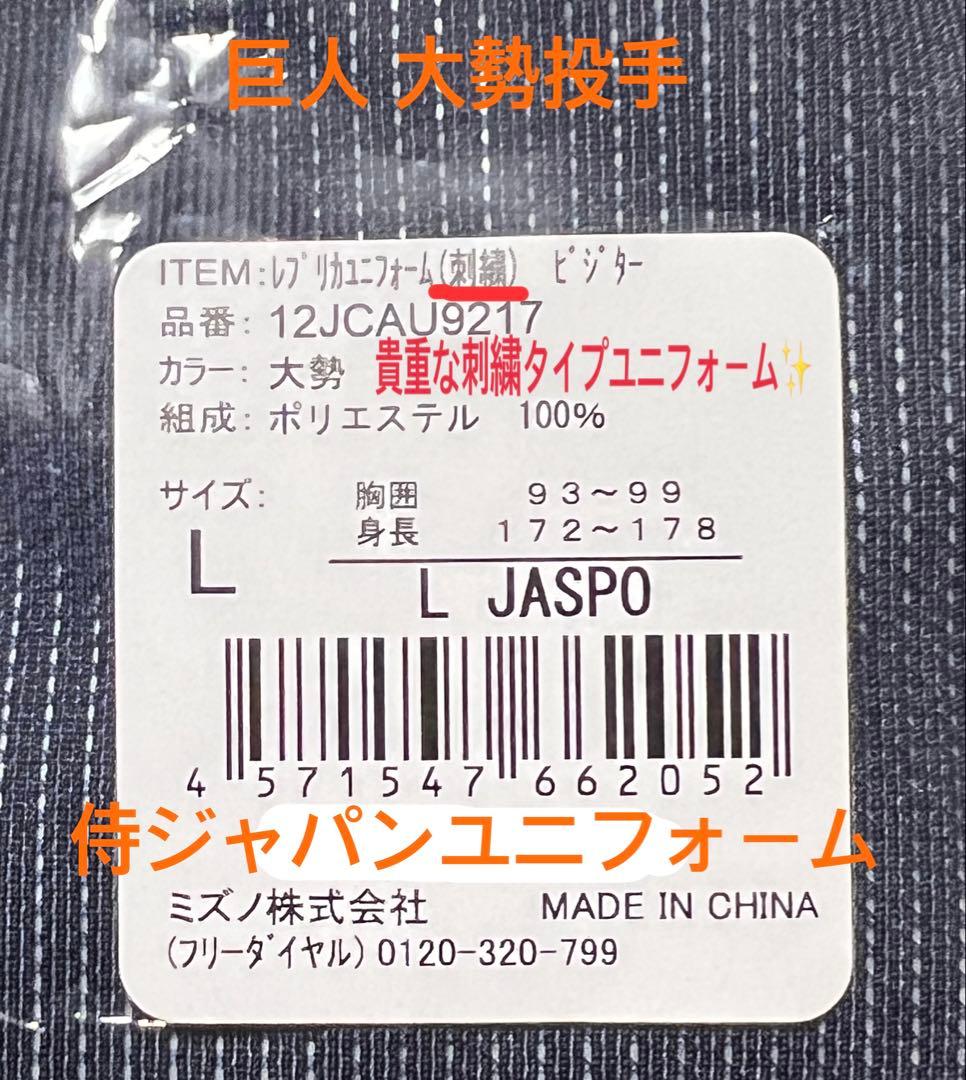 巨人 大勢投手
ITEM:ﾚﾌﾟﾘｶﾕﾆﾌｫｰﾑ(刺繍) ﾋﾞｼﾞﾀｰ
品番: 12JCAU9217
カラー: 大勢 貴重な刺繍タイプユニフォーム✨
組成: ポリエステル 100%
サイズ: 胸囲 93~99
身長 172~178
L
L JASPO
4 571547 662052
侍ジャパンユニフォーム
ミズノ株式会社 MADE IN CHINA
(フリーダイヤル) 0120-320-799